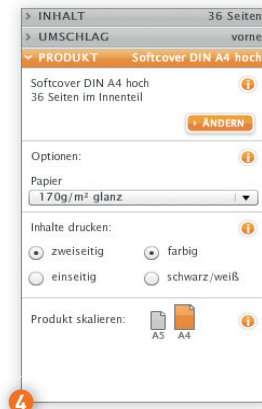 > INHALT 36 Seiten
> UMSCHLAG vorne
PRODUKT Softcover DIN A4 hoch
Softcover DIN A4 hoch
36 Seiten im Innenteil
› ÄNDERN
Optionen:
Papier
170g/m² glanz
Inhalte drucken:
zweiseitig farbig
einseitig schwarz/weiß
Produkt skalieren:
A5 A4
4